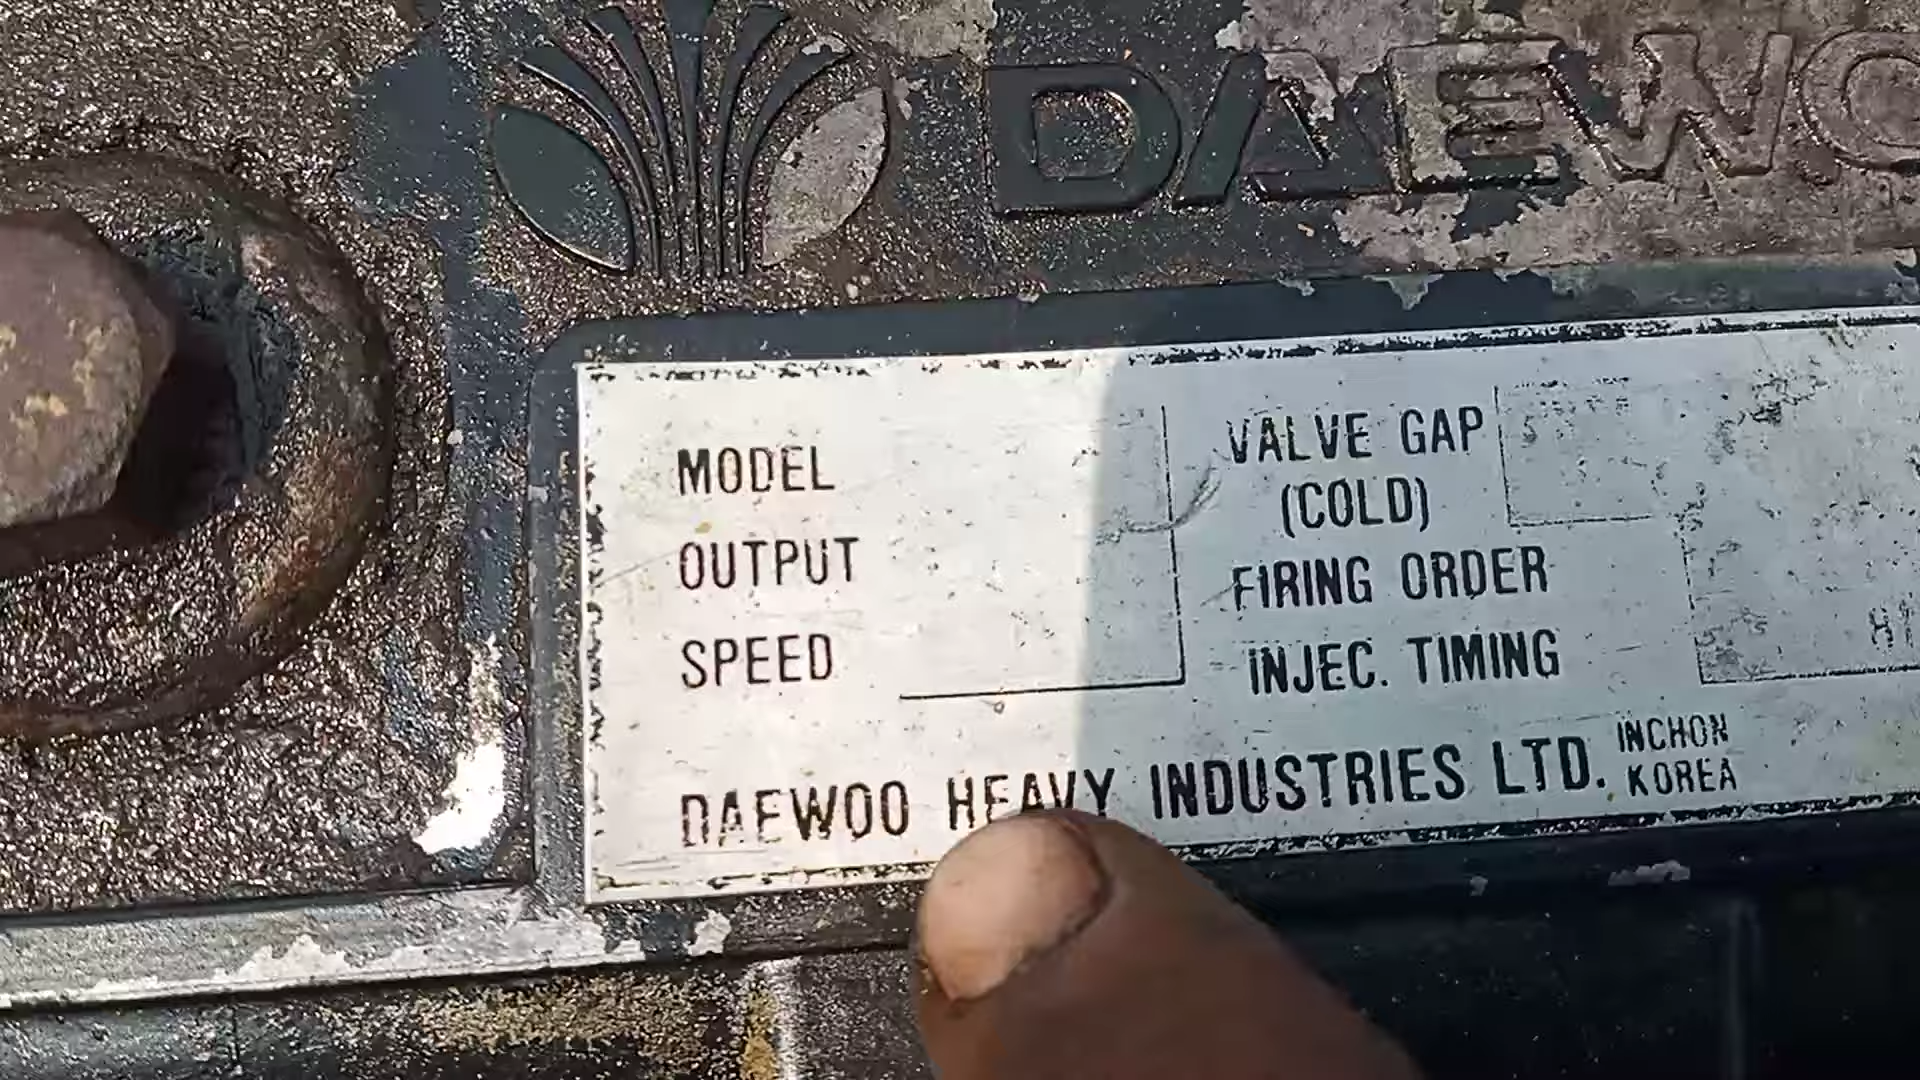 DAEWO
MODEL
OUTPUT
SPEED
VALVE GAP
(COLD)
FIRING ORDER
INJEC. TIMING
DAEWOO HEAVY INDUSTRIES LTD. INCHON
KOREA